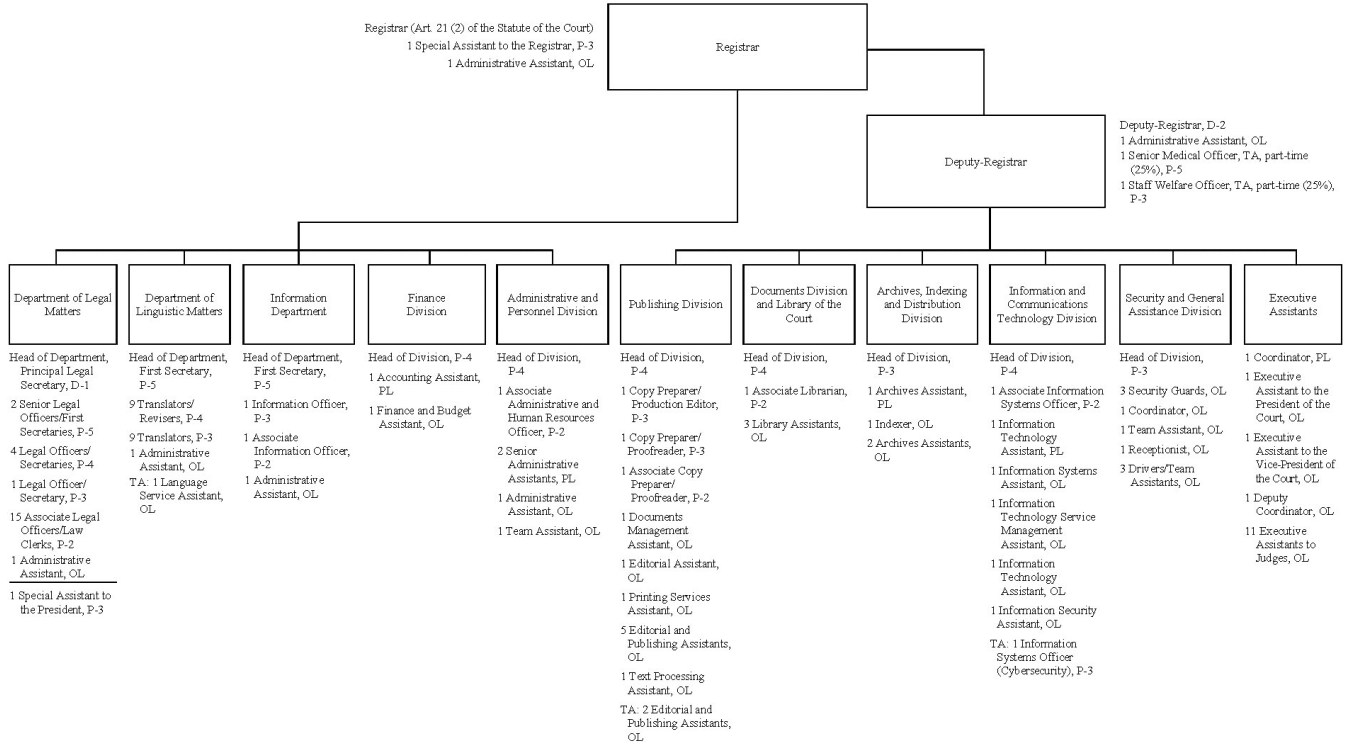 Registrar (Art. 21 (2) of the Statute of the Court)
1 Special Assistant to the Registrar, P-3
1 Administrative Assistant, OL
Registrar
Deputy-Registrar
Deputy-Registrar, D-2
1 Administrative Assistant, OL
1 Senior Medical Officer, TA, part-time
(25%), P-5
1 Staff Welfare Officer, TA, part-time (25%),
P-3
Department of Legal
Matters
Head of Department,
Principal Legal
Secretary, D-1
2 Senior Legal
Officers/First
Secretaries, P-5
4 Legal Officers/
Secretaries, P-4
1 Legal Officer/
Secretary, P-3
15 Associate Legal
Officers/Law
Clerks, P-2
1 Administrative
Assistant, OL
1 Special Assistant to
the President, P-3
Department of
Linguistic Matters
Head of Department,
First Secretary,
P-5
9 Translators/
Revisers, P-4
9 Translators, P-3
1 Administrative
Assistant, OL
TA: 1 Language
Service Assistant,
OL
Information
Department
Head of Department,
First Secretary,
P-5
1 Information Officer,
P-3
1 Associate
Information Officer,
P-2
1 Administrative
Assistant, OL
Finance
Division
Head of Division, P-4
1 Accounting Assistant,
PL
1 Finance and Budget
Assistant, OL
Administrative and
Personnel Division
Head of Division,
P-4
1 Associate
Administrative and
Human Resources
Officer, P-2
2 Senior
Administrative
Assistants, PL
1 Administrative
Assistant, OL
1 Team Assistant, OL
Publishing Division
Head of Division,
P-4
1 Copy Preparer/
Production Editor,
P-3
1 Copy Preparer/
Proofreader, P-3
1 Associate Copy
Preparer/
Proofreader, P-2
1 Documents
Management
Assistant, OL
1 Editorial Assistant,
OL
1 Printing Services
Assistant, OL
5 Editorial and
Publishing Assistants,
OL
1 Text Processing
Assistant, OL
TA: 2 Editorial and
Publishing Assistants,
OL
Documents Division
and Library of the
Court
Head of Division,
P-4
1 Associate Librarian,
P-2
3 Library Assistants,
OL
Archives, Indexing
and Distribution
Division
Head of Division,
P-3
1 Archives Assistant,
PL
1 Indexer, OL
2 Archives Assistants,
OL
Information and
Communications
Technology Division
Head of Division,
P-4
1 Associate Information
Systems Officer, P-2
1 Information
Technology
Assistant, PL
1 Information Systems
Assistant, OL
1 Information
Technology Service
Management
Assistant, OL
1 Information
Technology
Assistant, OL
1 Information Security
Assistant, OL
TA: 1 Information
Systems Officer
(Cybersecurity), P-3
Security and General
Assistance Division
Head of Division,
P-3
3 Security Guards, OL
1 Coordinator, OL
1 Team Assistant, OL
1 Receptionist, OL
3 Drivers/Team
Assistants, OL
Executive
Assistants
1 Coordinator, PL
1 Executive
Assistant to the
President of the
Court, OL
1 Executive
Assistant to the
Vice-President of
the Court, OL
1 Deputy
Coordinator, OL
11 Executive
Assistants to
Judges, OL